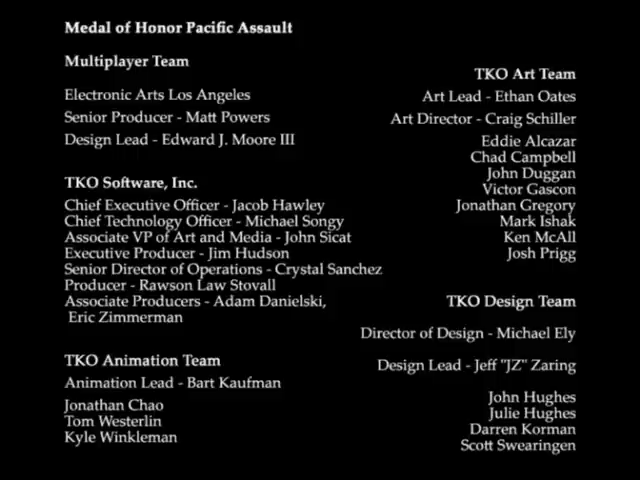 Medal of Honor Pacific Assault
Multiplayer Team
Electronic Arts Los Angeles
Senior Producer - Matt Powers
Design Lead - Edward J. Moore III
TKO Software, Inc.
Chief Executive Officer - Jacob Hawley
Chief Technology Officer - Michael Songy
Associate VP of Art and Media - John Sicat
Executive Producer - Jim Hudson
Senior Director of Operations - Crystal Sanchez
Producer - Rawson Law Stovall
Associate Producers - Adam Danielski,
Eric Zimmerman
TKO Animation Team
Animation Lead - Bart Kaufman
Jonathan Chao
Tom Westerlin
Kyle Winkleman
TKO Art Team
Art Lead - Ethan Oates
Art Director - Craig Schiller
Eddie Alcazar
Chad Campbell
John Duggan
Victor Gascon
Jonathan Gregory
Mark Ishak
Ken McAll
Josh Prigg
TKO Design Team
Director of Design - Michael Ely
Design Lead - Jeff "JZ" Zaring
John Hughes
Julie Hughes
Darren Korman
Scott Swearingen